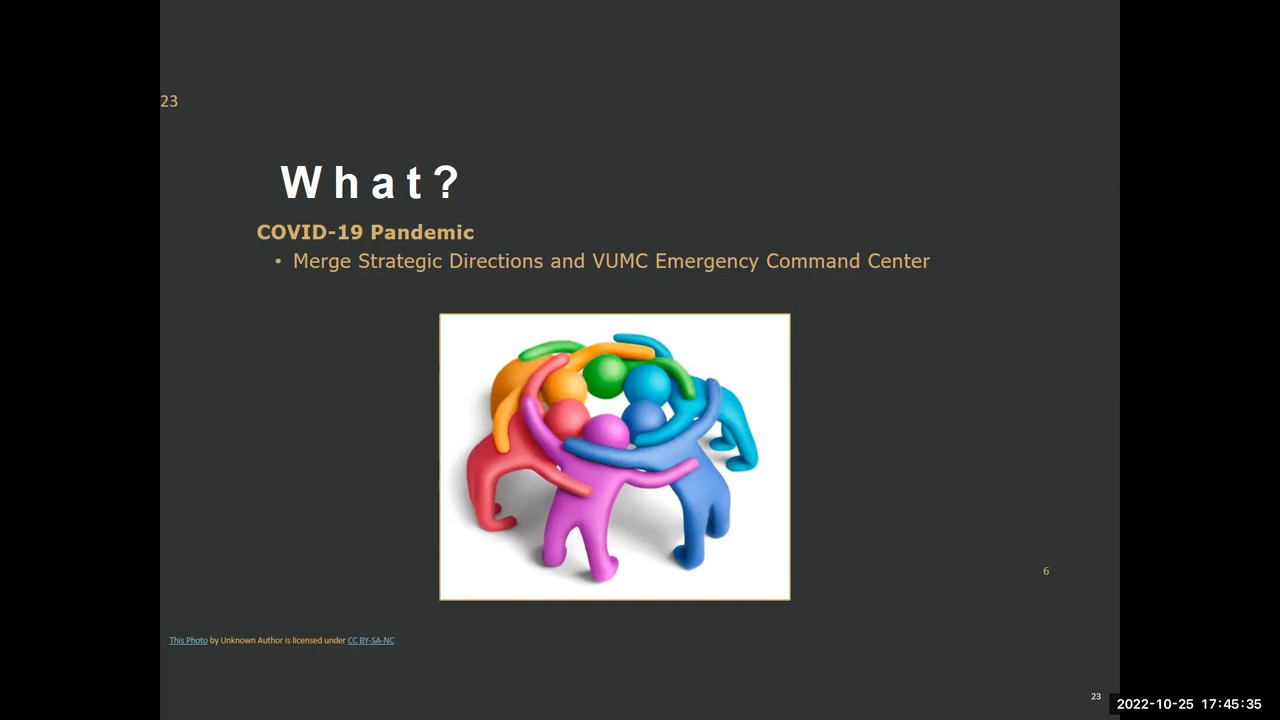 23
What?
COVID-19 Pandemic
• Merge Strategic Directions and VUMC Emergency Command Center
6
This Photo by Unknown Author is licensed under CC BY-SA-NC
23
2022-10-25 17:45:35